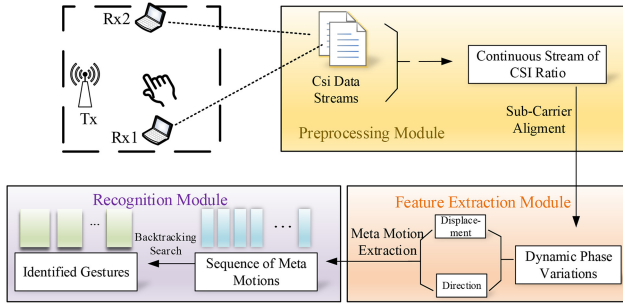 Rx2
Tx
Rx1
Csi Data
Streams
Continuous Stream of
CSI Ratio
Preprocessing Module
Sub-Carrier
Aligment
Recognition Module
...
...
Backtracking
Search
Identified Gestures
Sequence of Meta
Motions
Feature Extraction Module
Meta Motion
Extraction
Displace-
ment
Direction
Dynamic Phase
Variations